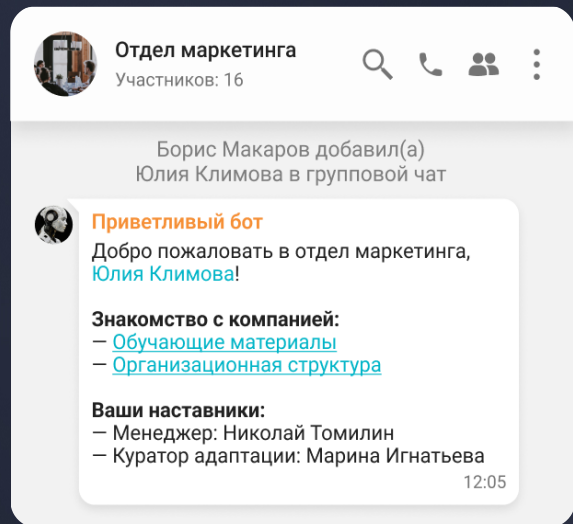 Отдел маркетинга
Участников: 16
Борис Макаров добавил(а)
Юлия Климова в групповой чат
Приветливый бот
Добро пожаловать в отдел маркетинга,
Юлия Климова!
Знакомство с компанией:
— Обучающие материалы
— Организационная структура
Ваши наставники:
— Менеджер: Николай Томилин
— Куратор адаптации: Марина Игнатьева
12:05